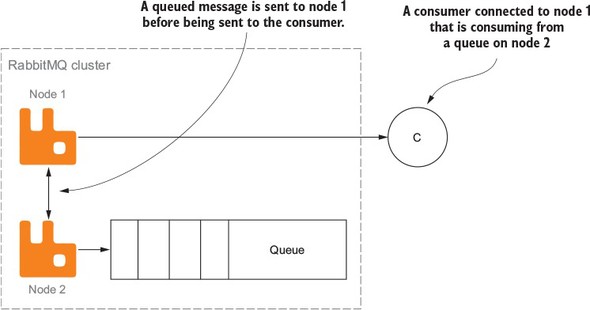 A queued message is sent to node 1
before being sent to the consumer.
A consumer connected to node 1
that is consuming from
a queue on node 2
RabbitMQ cluster
Node 1
C
Queue
Node 2